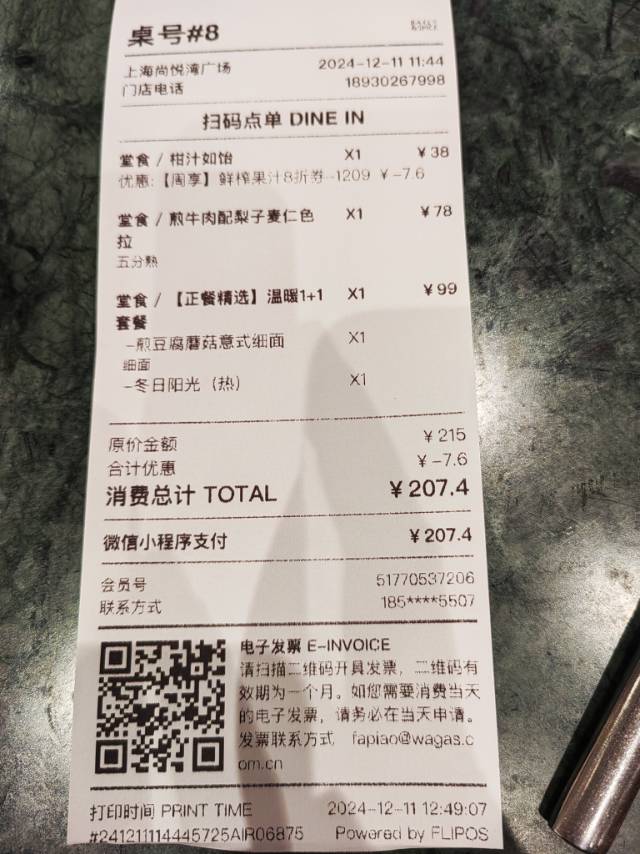 桌号#8
上海尚悦湾广场 2024-12-11 11:44
门店电话 18930267998
扫码点单 DINE IN
堂食 / 柑汁如饴 X1 ¥38
优惠:【周享】鲜榨果汁8折券-1209 ¥-7.6
堂食 / 煎牛肉配梨子麦仁色 X1 ¥78
拉
五分熟
堂食 / 【正餐精选】温暖1+1 X1 ¥99
套餐
-煎豆腐蘑菇意式细面 X1
细面
-冬日阳光（热） X1
原价金额 ¥215
合计优惠 ¥-7.6
消费总计 TOTAL ¥207.4
微信小程序支付 ¥207.4
会员号 51770537206
联系方式 185****5507
电子发票 E-INVOICE
请扫描二维码开具发票，二维码有
效期为一个月。如您需要消费当天
的电子发票，请务必在当天申请。
发票联系方式 fapiao@wagas.c
om.cn
打印时间 PRINT TIME 2024-12-11 12:49:07
#241211114445725AIR06875 Powered by FLIPOS